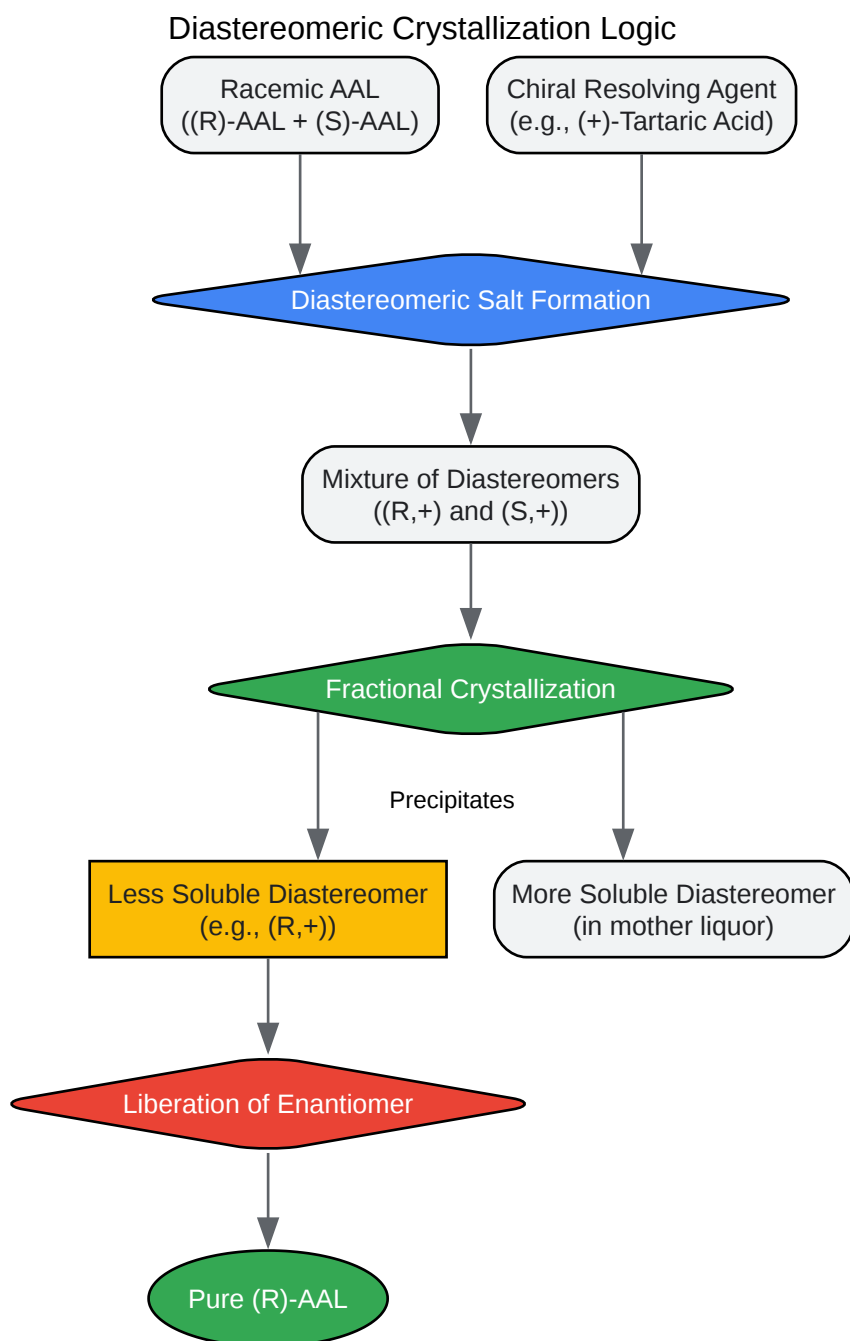 Diastereomeric Crystallization Logic
Racemic AAL
((R)-AAL + (S)-AAL)
Chiral Resolving Agent
(e.g., (+)-Tartaric Acid)
Diastereomeric Salt Formation
Mixture of Diastereomers
((R,+) and (S,+))
Fractional Crystallization
Precipitates
Less Soluble Diastereomer
(e.g., (R,+))
More Soluble Diastereomer
(in mother liquor)
Liberation of Enantiomer
Pure (R)-AAL